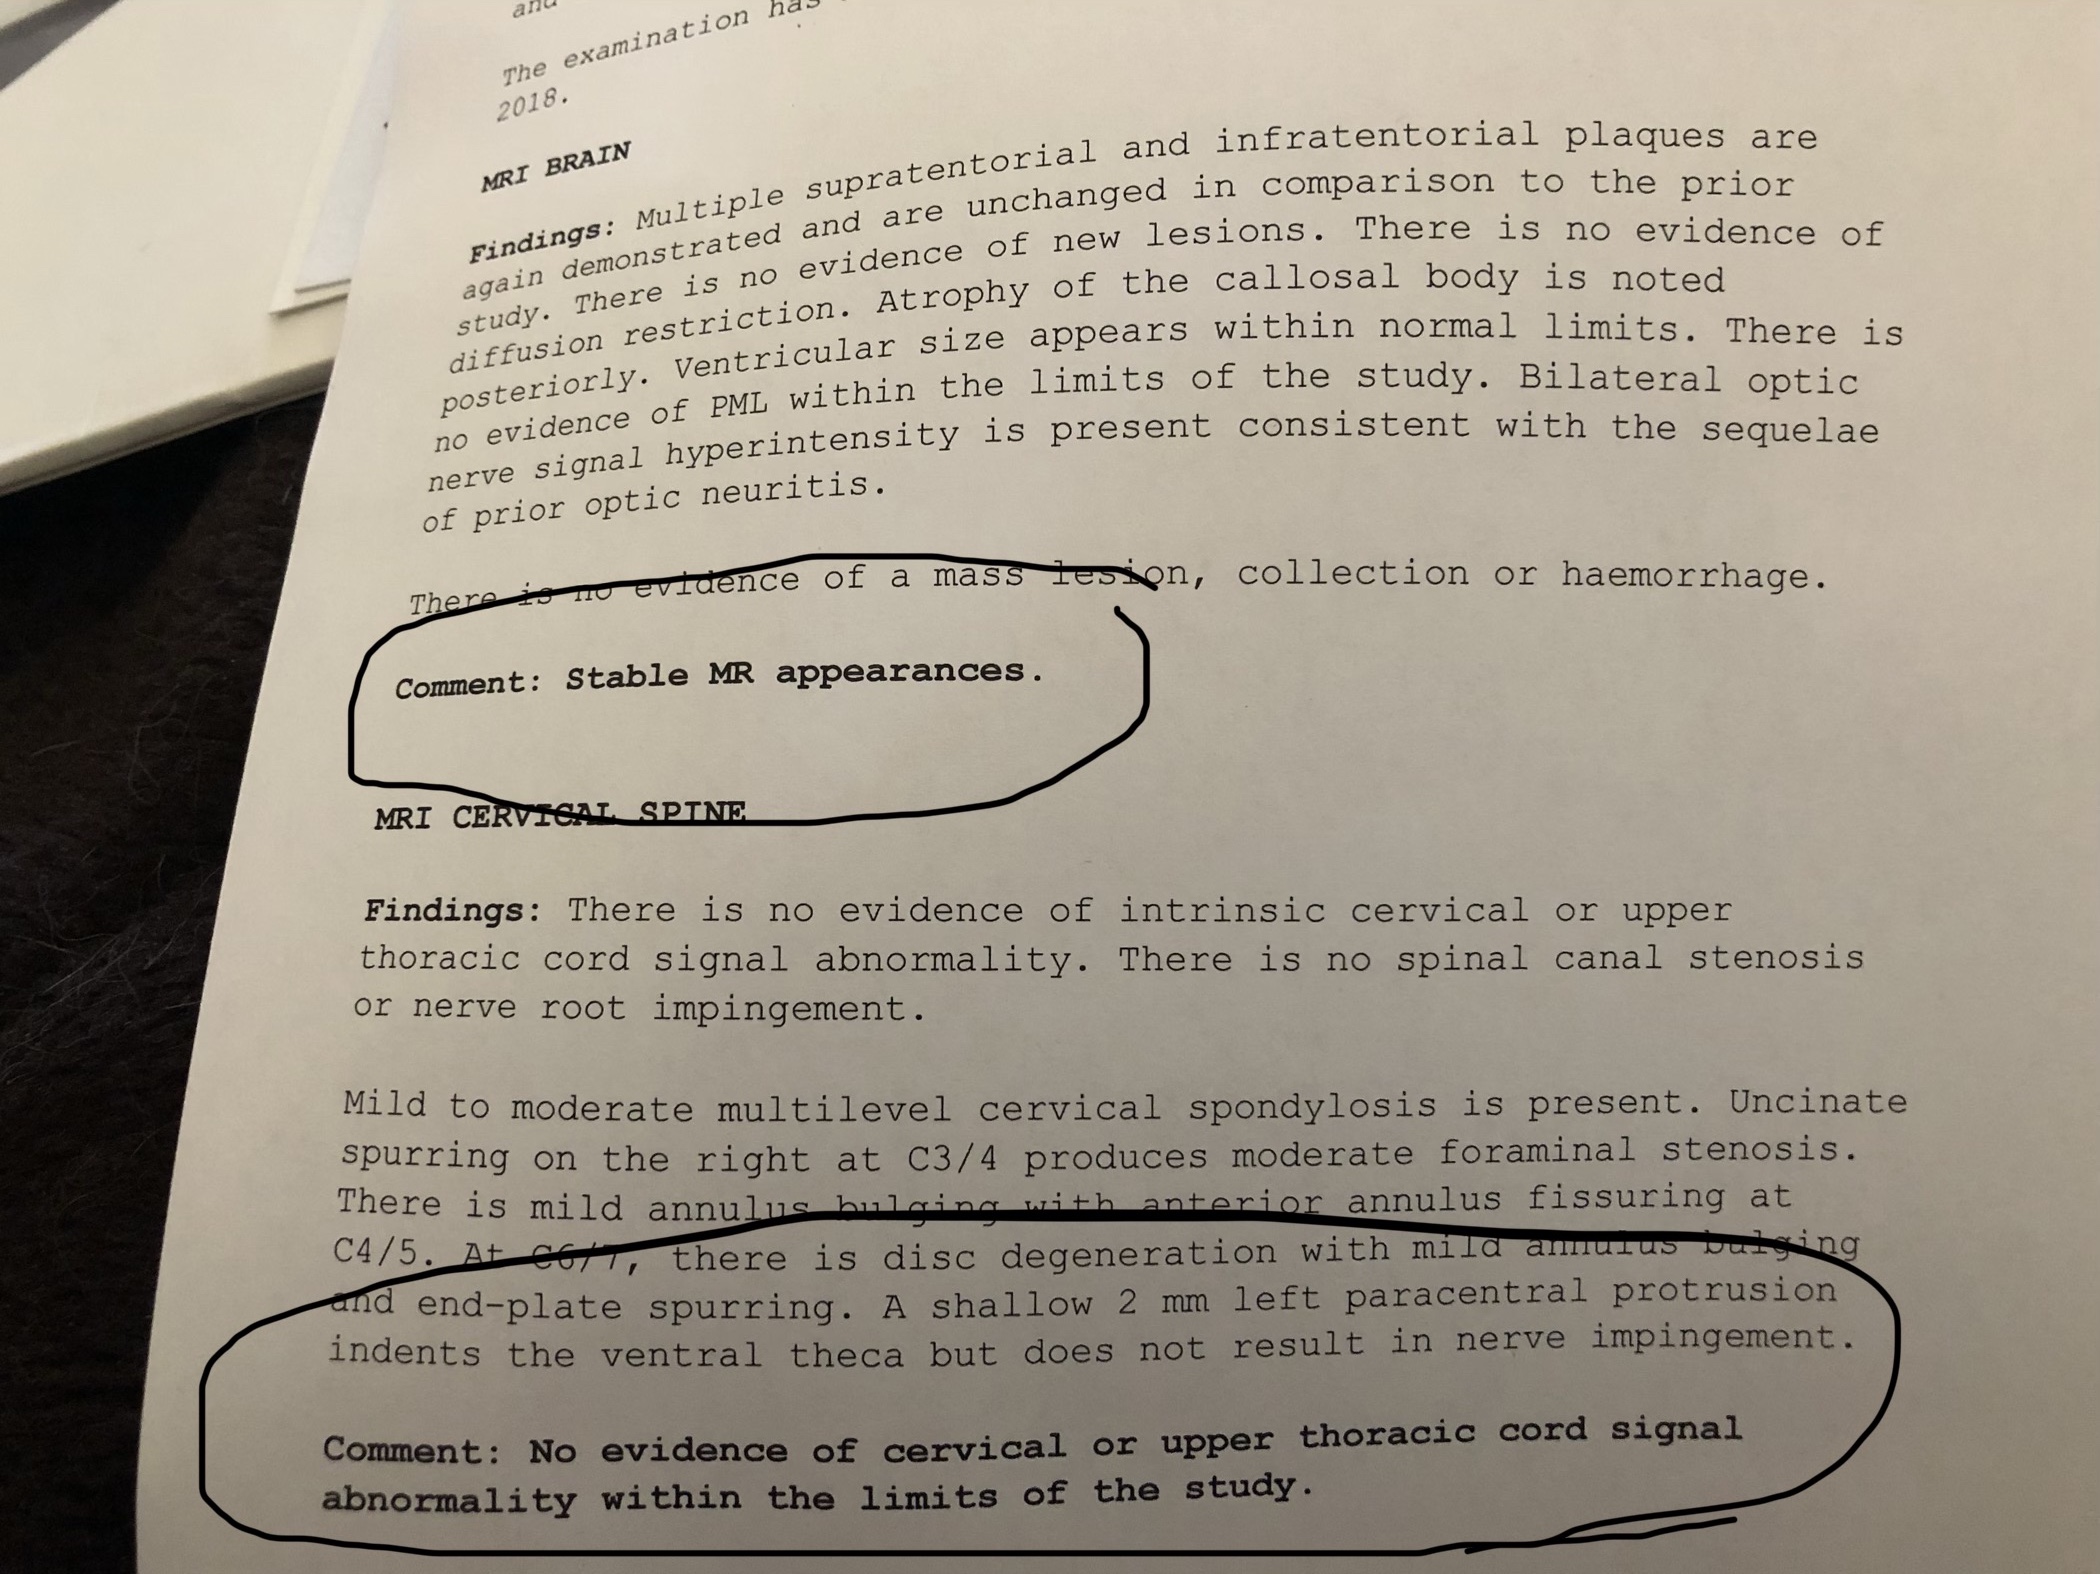 and
The examination has
2018.
MRI BRAIN
Findings: Multiple supratentorial and infratentorial plaques are
again demonstrated and are unchanged in comparison to the prior
study. There is no evidence of new lesions. There is no evidence of
diffusion restriction. Atrophy of the callosal body is noted
posteriorly. Ventricular size appears within normal limits. There is
no evidence of PML within the limits of the study. Bilateral optic
nerve signal hyperintensity is present consistent with the sequelae
of prior optic neuritis.
There is no evidence of a mass lesion, collection or haemorrhage.
Comment: Stable MR appearances.
MRI CERVICAL SPINE
Findings: There is no evidence of intrinsic cervical or upper
thoracic cord signal abnormality. There is no spinal canal stenosis
or nerve root impingement.
Mild to moderate multilevel cervical spondylosis is present. Uncinate
spurring on the right at C3/4 produces moderate foraminal stenosis.
There is mild annulus bulging with anterior annulus fissuring at
C4/5. At C6/7, there is disc degeneration with mild annulus bulging
and end-plate spurring. A shallow 2 mm left paracentral protrusion
indents the ventral theca but does not result in nerve impingement.
Comment: No evidence of cervical or upper thoracic cord signal
abnormality within the limits of the study.